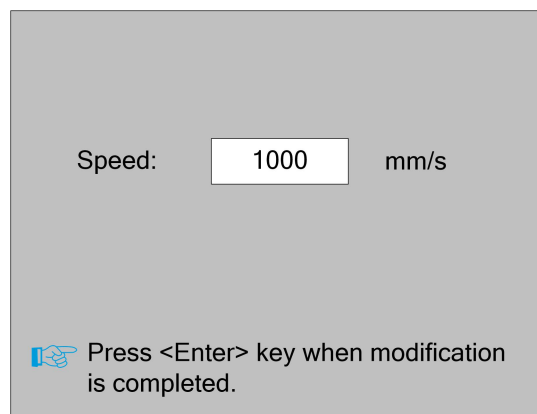 Speed: 1000 mm/s
Press <Enter> key when modification
is completed.